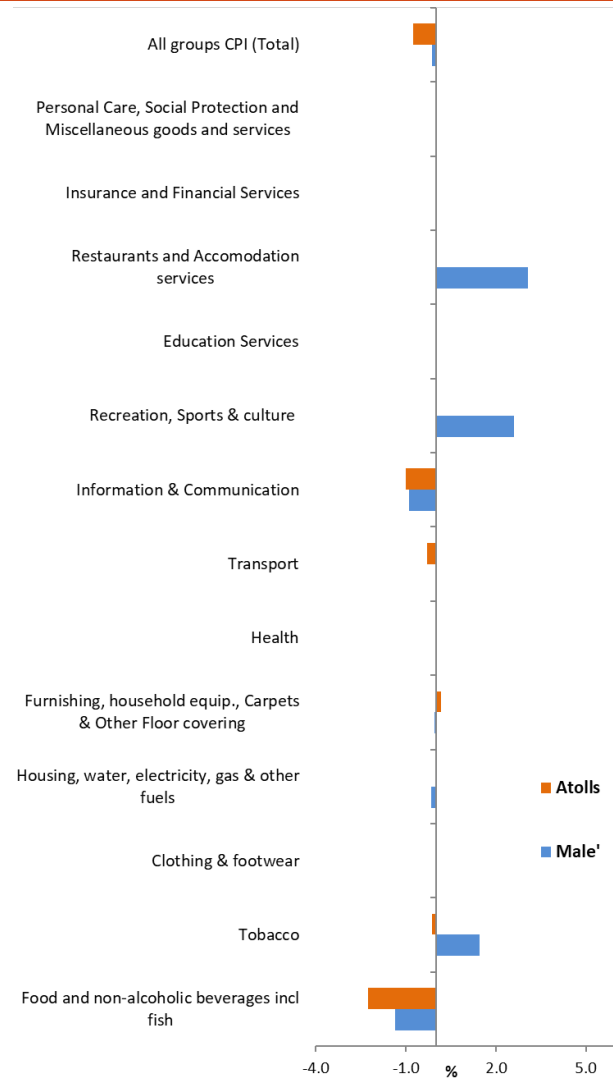 All groups CPI (Total)
Personal Care, Social Protection and
Miscellaneous goods and services
Insurance and Financial Services
Restaurants and Accomodation
services
Education Services
Recreation, Sports & culture
Information & Communication
Transport
Health
Furnishing, household equip., Carpets
& Other Floor covering
Housing, water, electricity, gas & other
fuels
Atolls
Male'
Clothing & footwear
Tobacco
Food and non-alcoholic beverages incl
fish
-4.0 -1.0 % 2.0 5.0